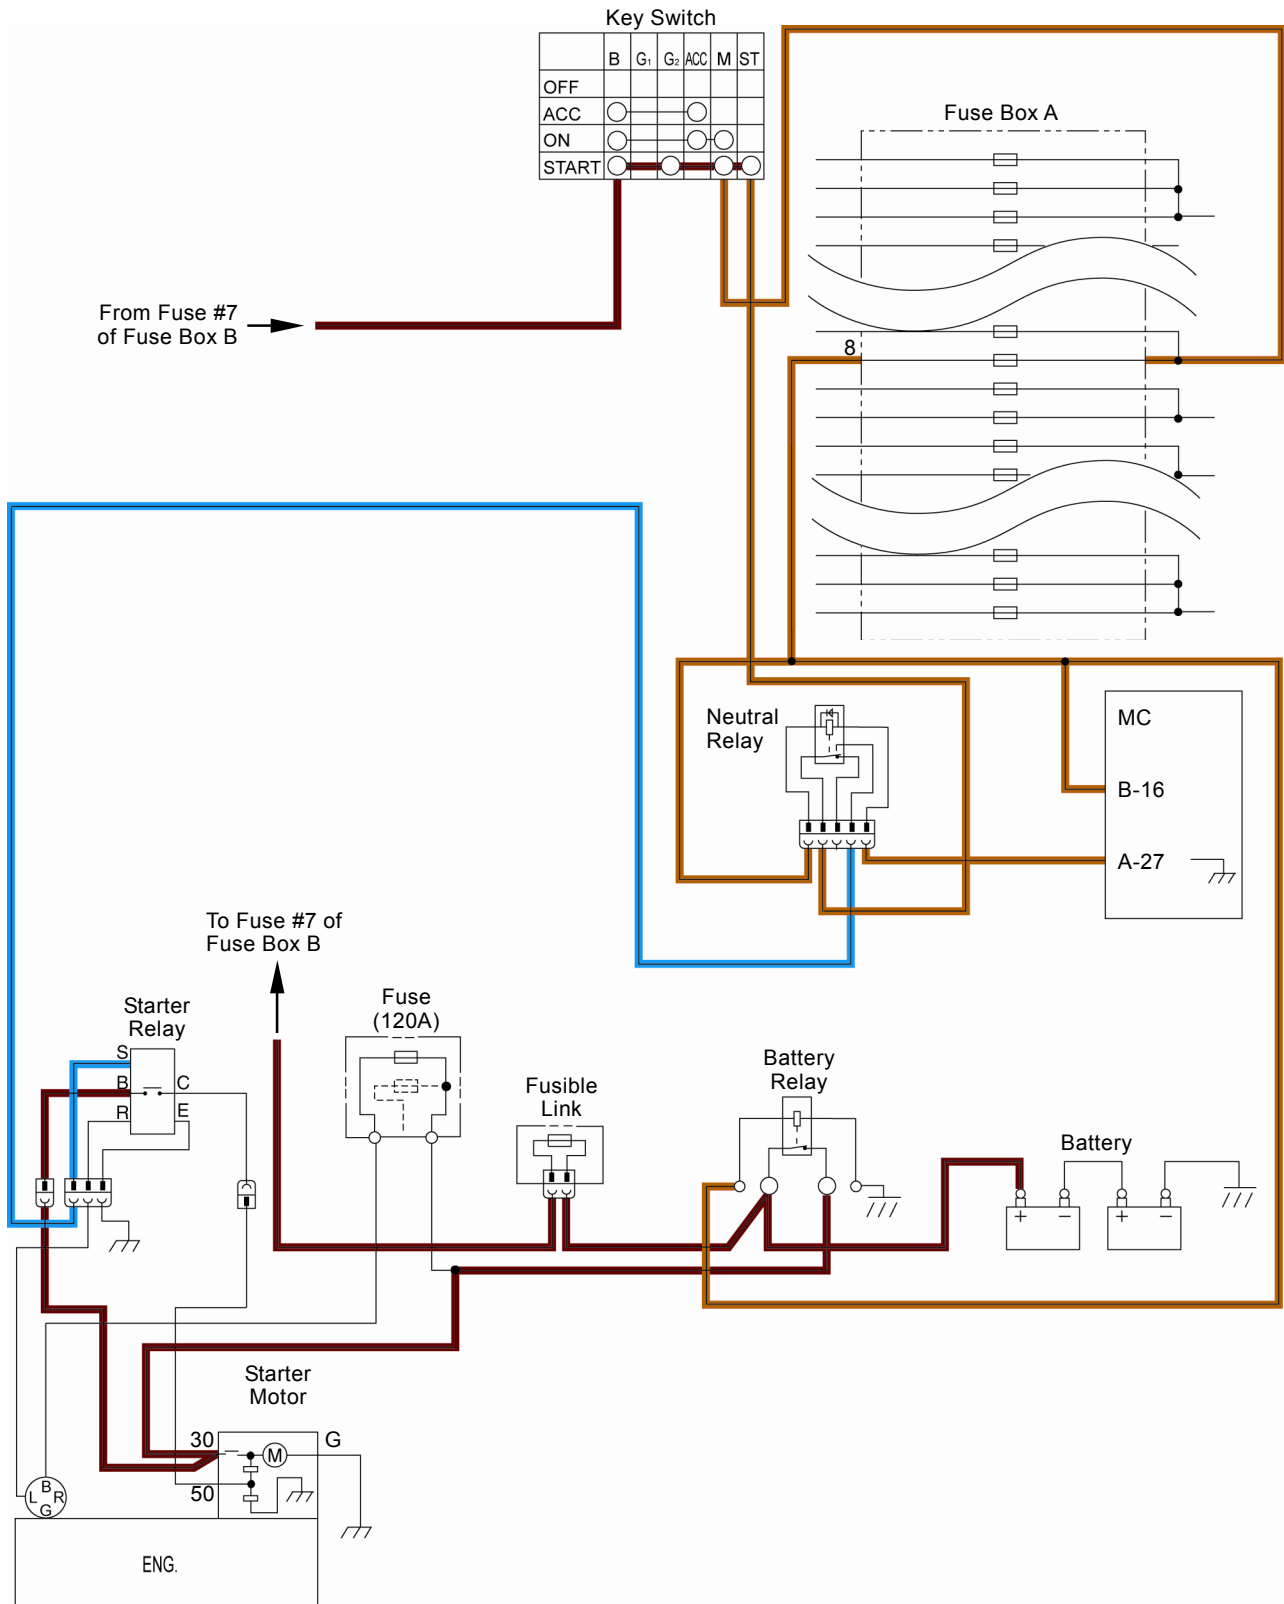 Key Switch
B G₁ G₂ ACC M ST
OFF
ACC
ON
START
Fuse Box A
From Fuse #7
of Fuse Box B
8
Neutral
Relay
MC
B-16
A-27
To Fuse #7 of
Fuse Box B
Starter
Relay
S
B
C
R
E
Fuse
(120A)
Fusible
Link
Battery
Relay
Battery
+ −
+ −
Starter
Motor
30
G
M
50
B
L R
G
ENG.